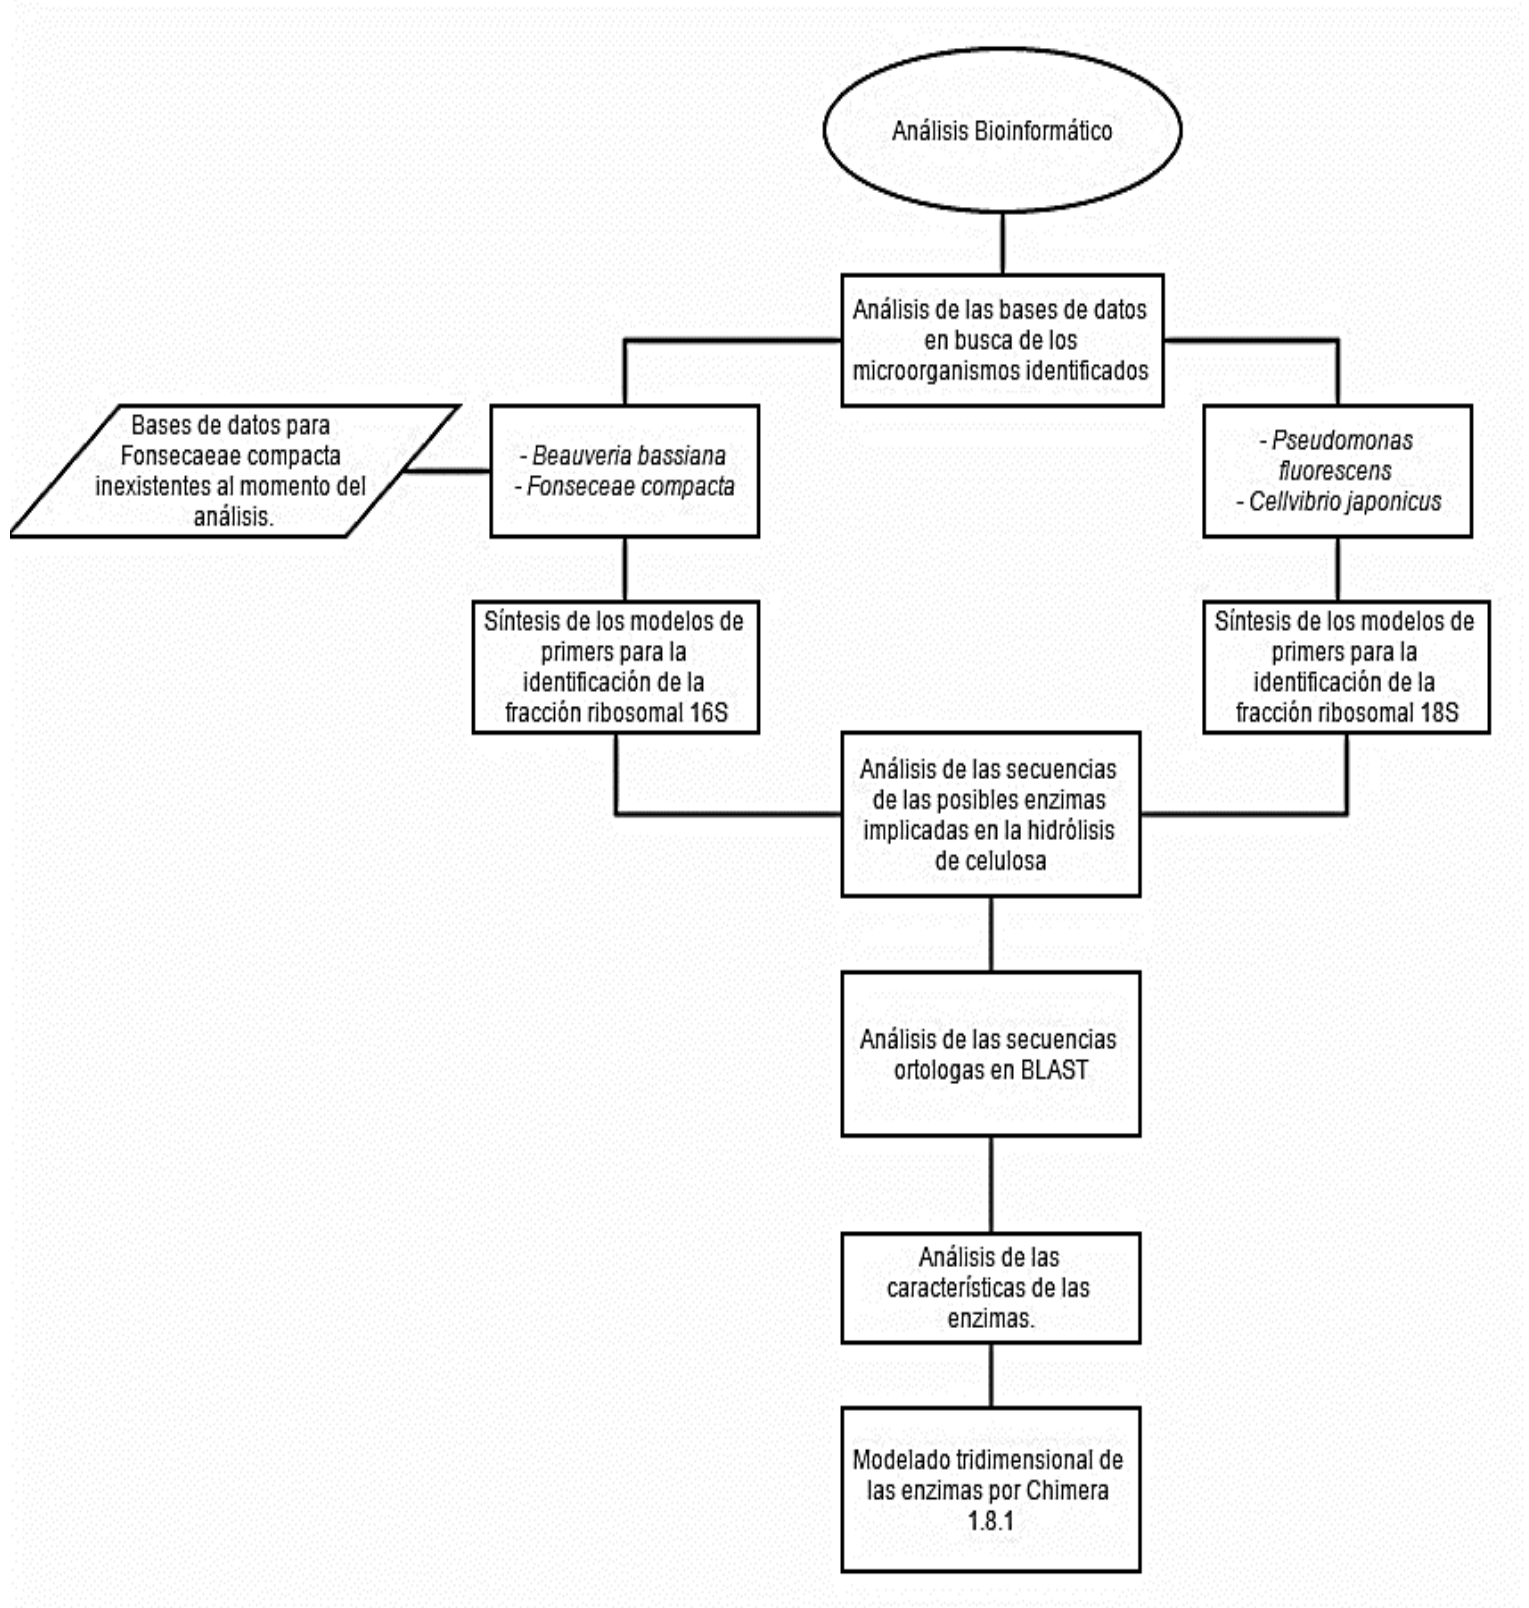 Análisis Bioinformático
Análisis de las bases de datos
en busca de los
microorganismos identificados
Bases de datos para
Fonsecaeae compacta
inexistentes al momento del
análisis.
- Beauveria bassiana
- Fonseceae compacta
- Pseudomonas
fluorescens
- Cellvibrio japonicus
Síntesis de los modelos de
primers para la
identificación de la
fracción ribosomal 16S
Síntesis de los modelos de
primers para la
identificación de la
fracción ribosomal 18S
Análisis de las secuencias
de las posibles enzimas
implicadas en la hidrólisis
de celulosa
Análisis de las secuencias
ortologas en BLAST
Análisis de las
características de las
enzimas.
Modelado tridimensional de
las enzimas por Chimera
1.8.1